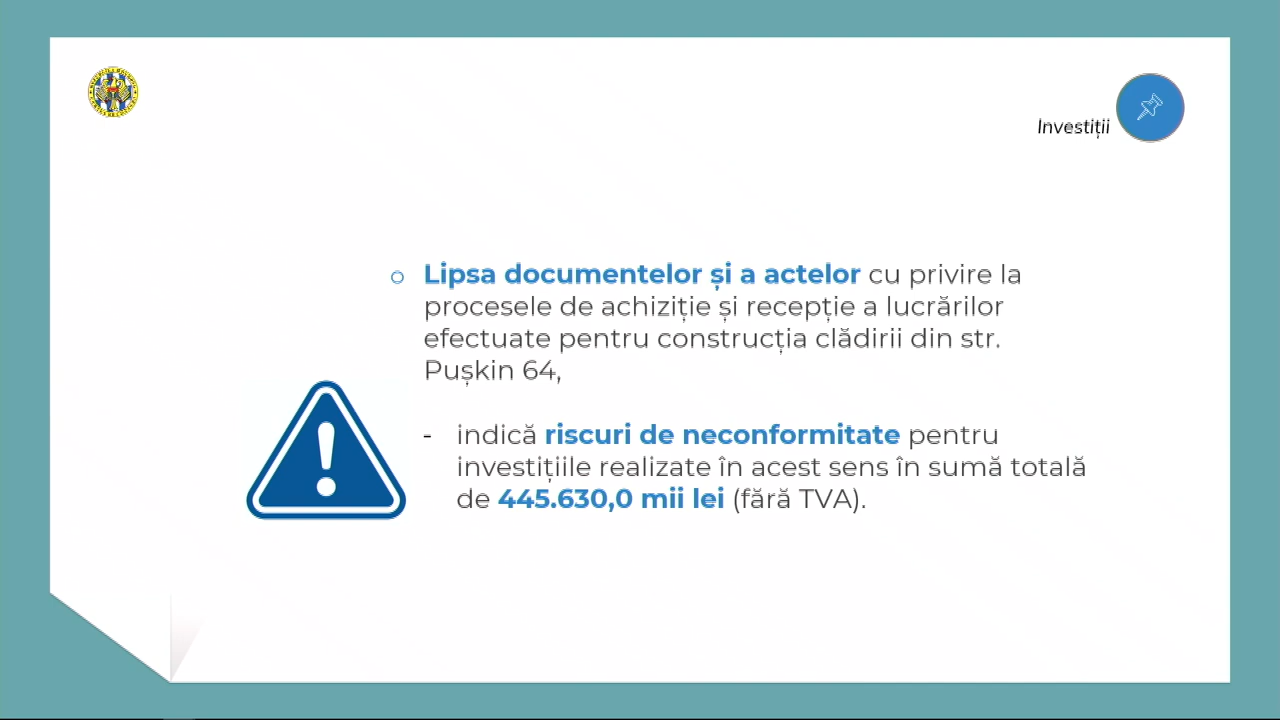 Investiții
o Lipsa documentelor și a actelor cu privire la
procesele de achiziție și recepție a lucrărilor
efectuate pentru construcția clădirii din str.
Pușkin 64,
- indică riscuri de neconformitate pentru
investițiile realizate în acest sens în sumă totală
de 445.630,0 mii lei (fără TVA).